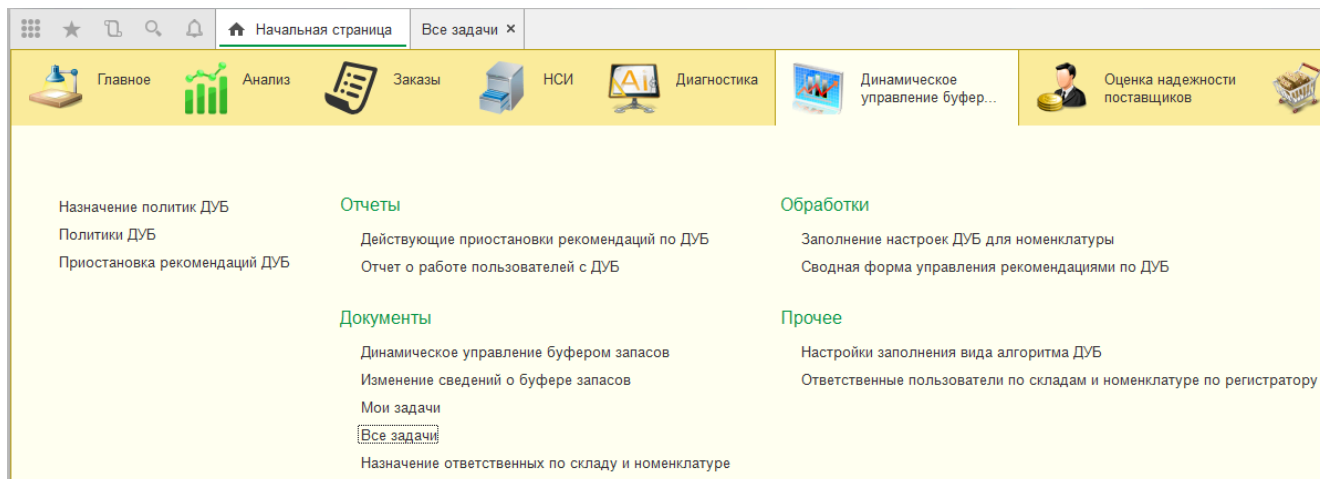 Начальная страница
Все задачи ×
Главное
Анализ
Заказы
НСИ
Диагностика
Динамическое
управление буфер...
Оценка надежности
поставщиков
Назначение политик ДУБ
Политики ДУБ
Приостановка рекомендаций ДУБ
Отчеты
Действующие приостановки рекомендаций по ДУБ
Отчет о работе пользователей с ДУБ
Документы
Динамическое управление буфером запасов
Изменение сведений о буфере запасов
Мои задачи
Все задачи
Назначение ответственных по складу и номенклатуре
Обработки
Заполнение настроек ДУБ для номенклатуры
Сводная форма управления рекомендациями по ДУБ
Прочее
Настройки заполнения вида алгоритма ДУБ
Ответственные пользователи по складам и номенклатуре по регистратору